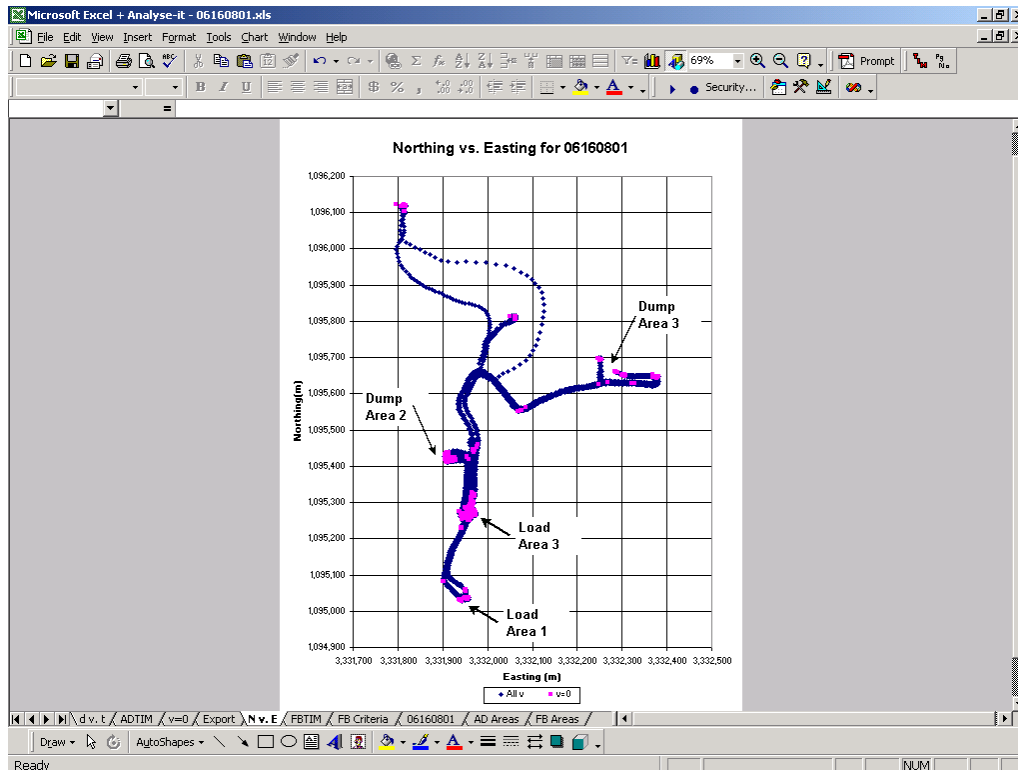 Microsoft Excel + Analyse-it - 06160801.xls
File Edit View Insert Format Tools Chart Window Help
69% Prompt
Security...
=
Northing vs. Easting for 06160801
1,096,200
1,096,100
1,096,000
1,095,900
1,095,800
1,095,700
1,095,600
1,095,500
1,095,400
1,095,300
1,095,200
1,095,100
1,095,000
1,094,900
Northing(m)
Dump
Area 3
Dump
Area 2
Load
Area 3
Load
Area 1
3,331,700 3,331,800 3,331,900 3,332,000 3,332,100 3,332,200 3,332,300 3,332,400 3,332,500
Easting (m)
All v v=0
d v. t / ADTIM / v=0 / Export \ N v. E / FBTIM / FB Criteria / 06160801 / AD Areas / FB Areas /
Draw AutoShapes
Ready NUM